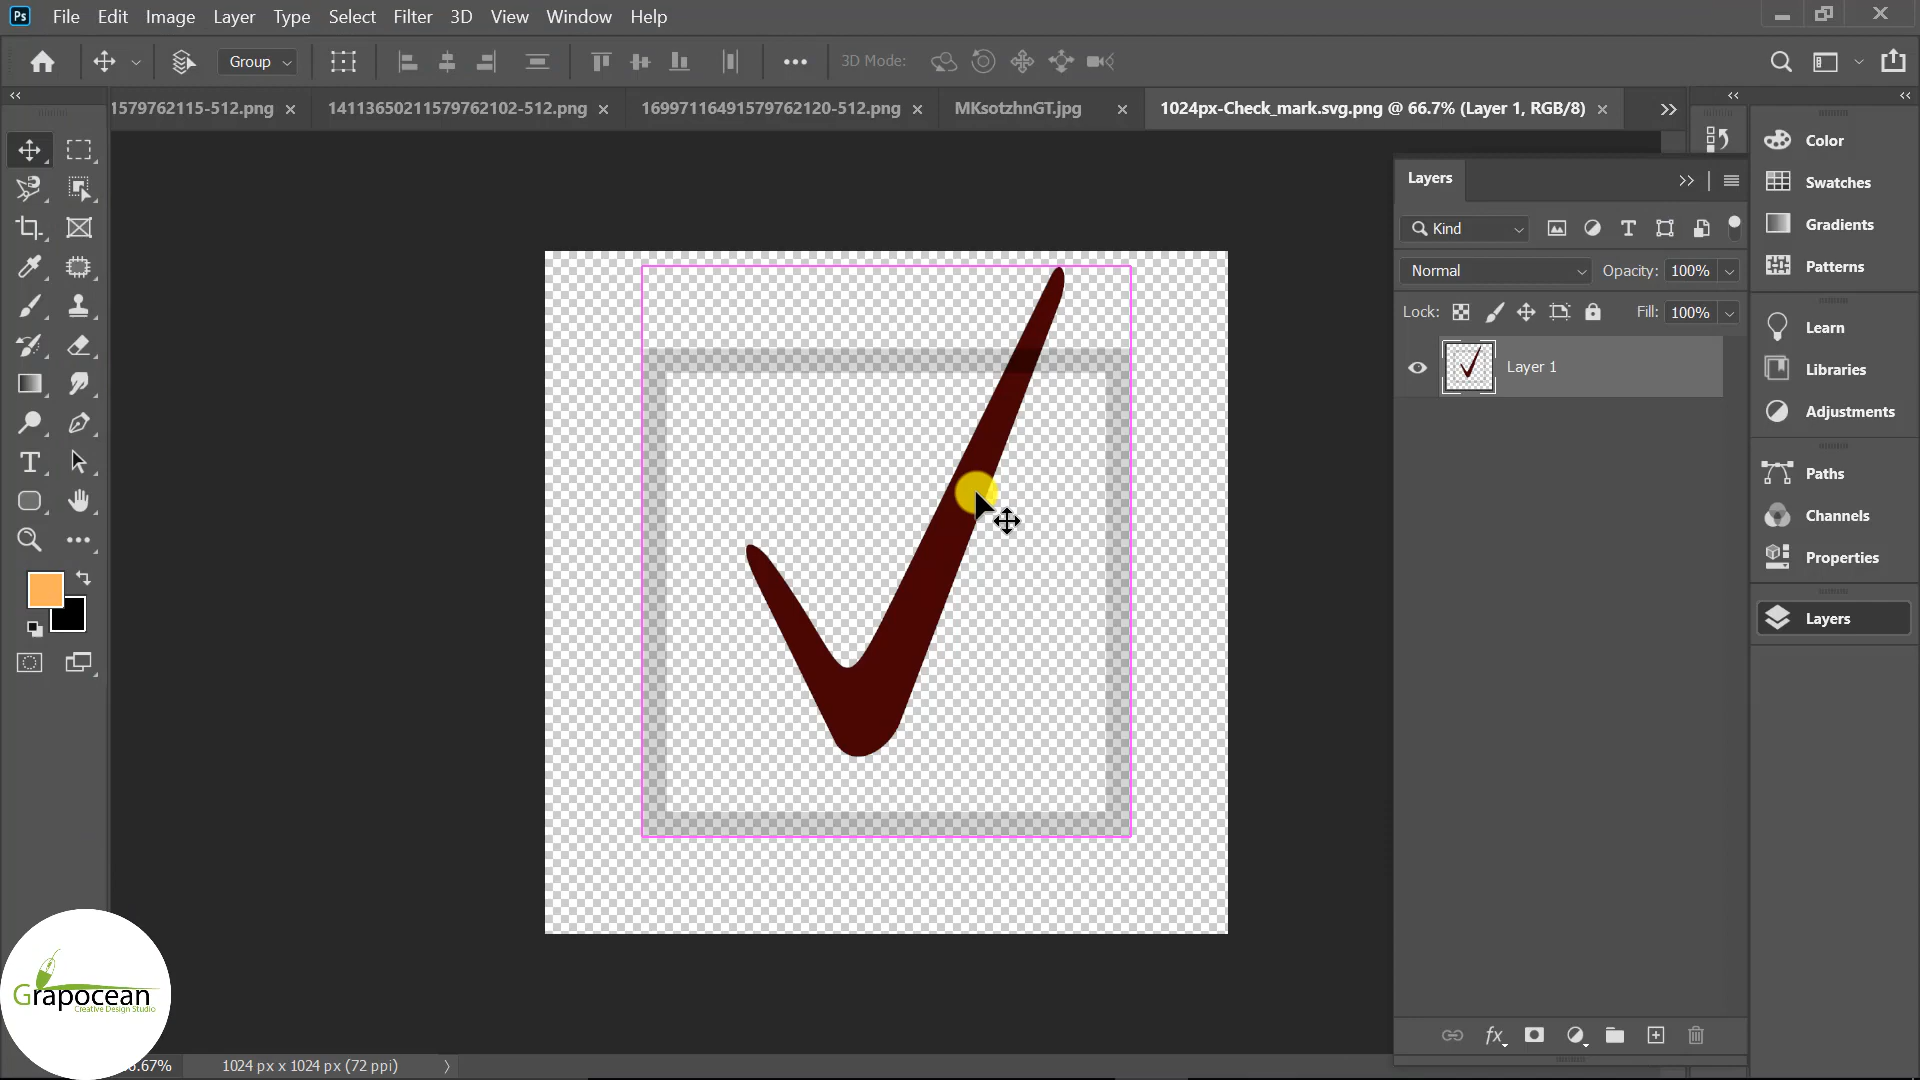 Ps File Edit Image Layer Type Select Filter 3D View Window Help
Group 3D Mode:
1579762115-512.png 14113650211579762102-512.png 16997116491579762120-512.png MKsotzhnGT.jpg 1024px-Check_mark.svg.png @ 66.7% (Layer 1, RGB/8)
Layers
Kind
Normal Opacity: 100%
Lock: Fill: 100%
Layer 1
fx
Color
Swatches
Gradients
Patterns
Learn
Libraries
Adjustments
Paths
Channels
Properties
Layers
Grapocean
Creative Design Studio
.67% 1024 px x 1024 px (72 ppi)